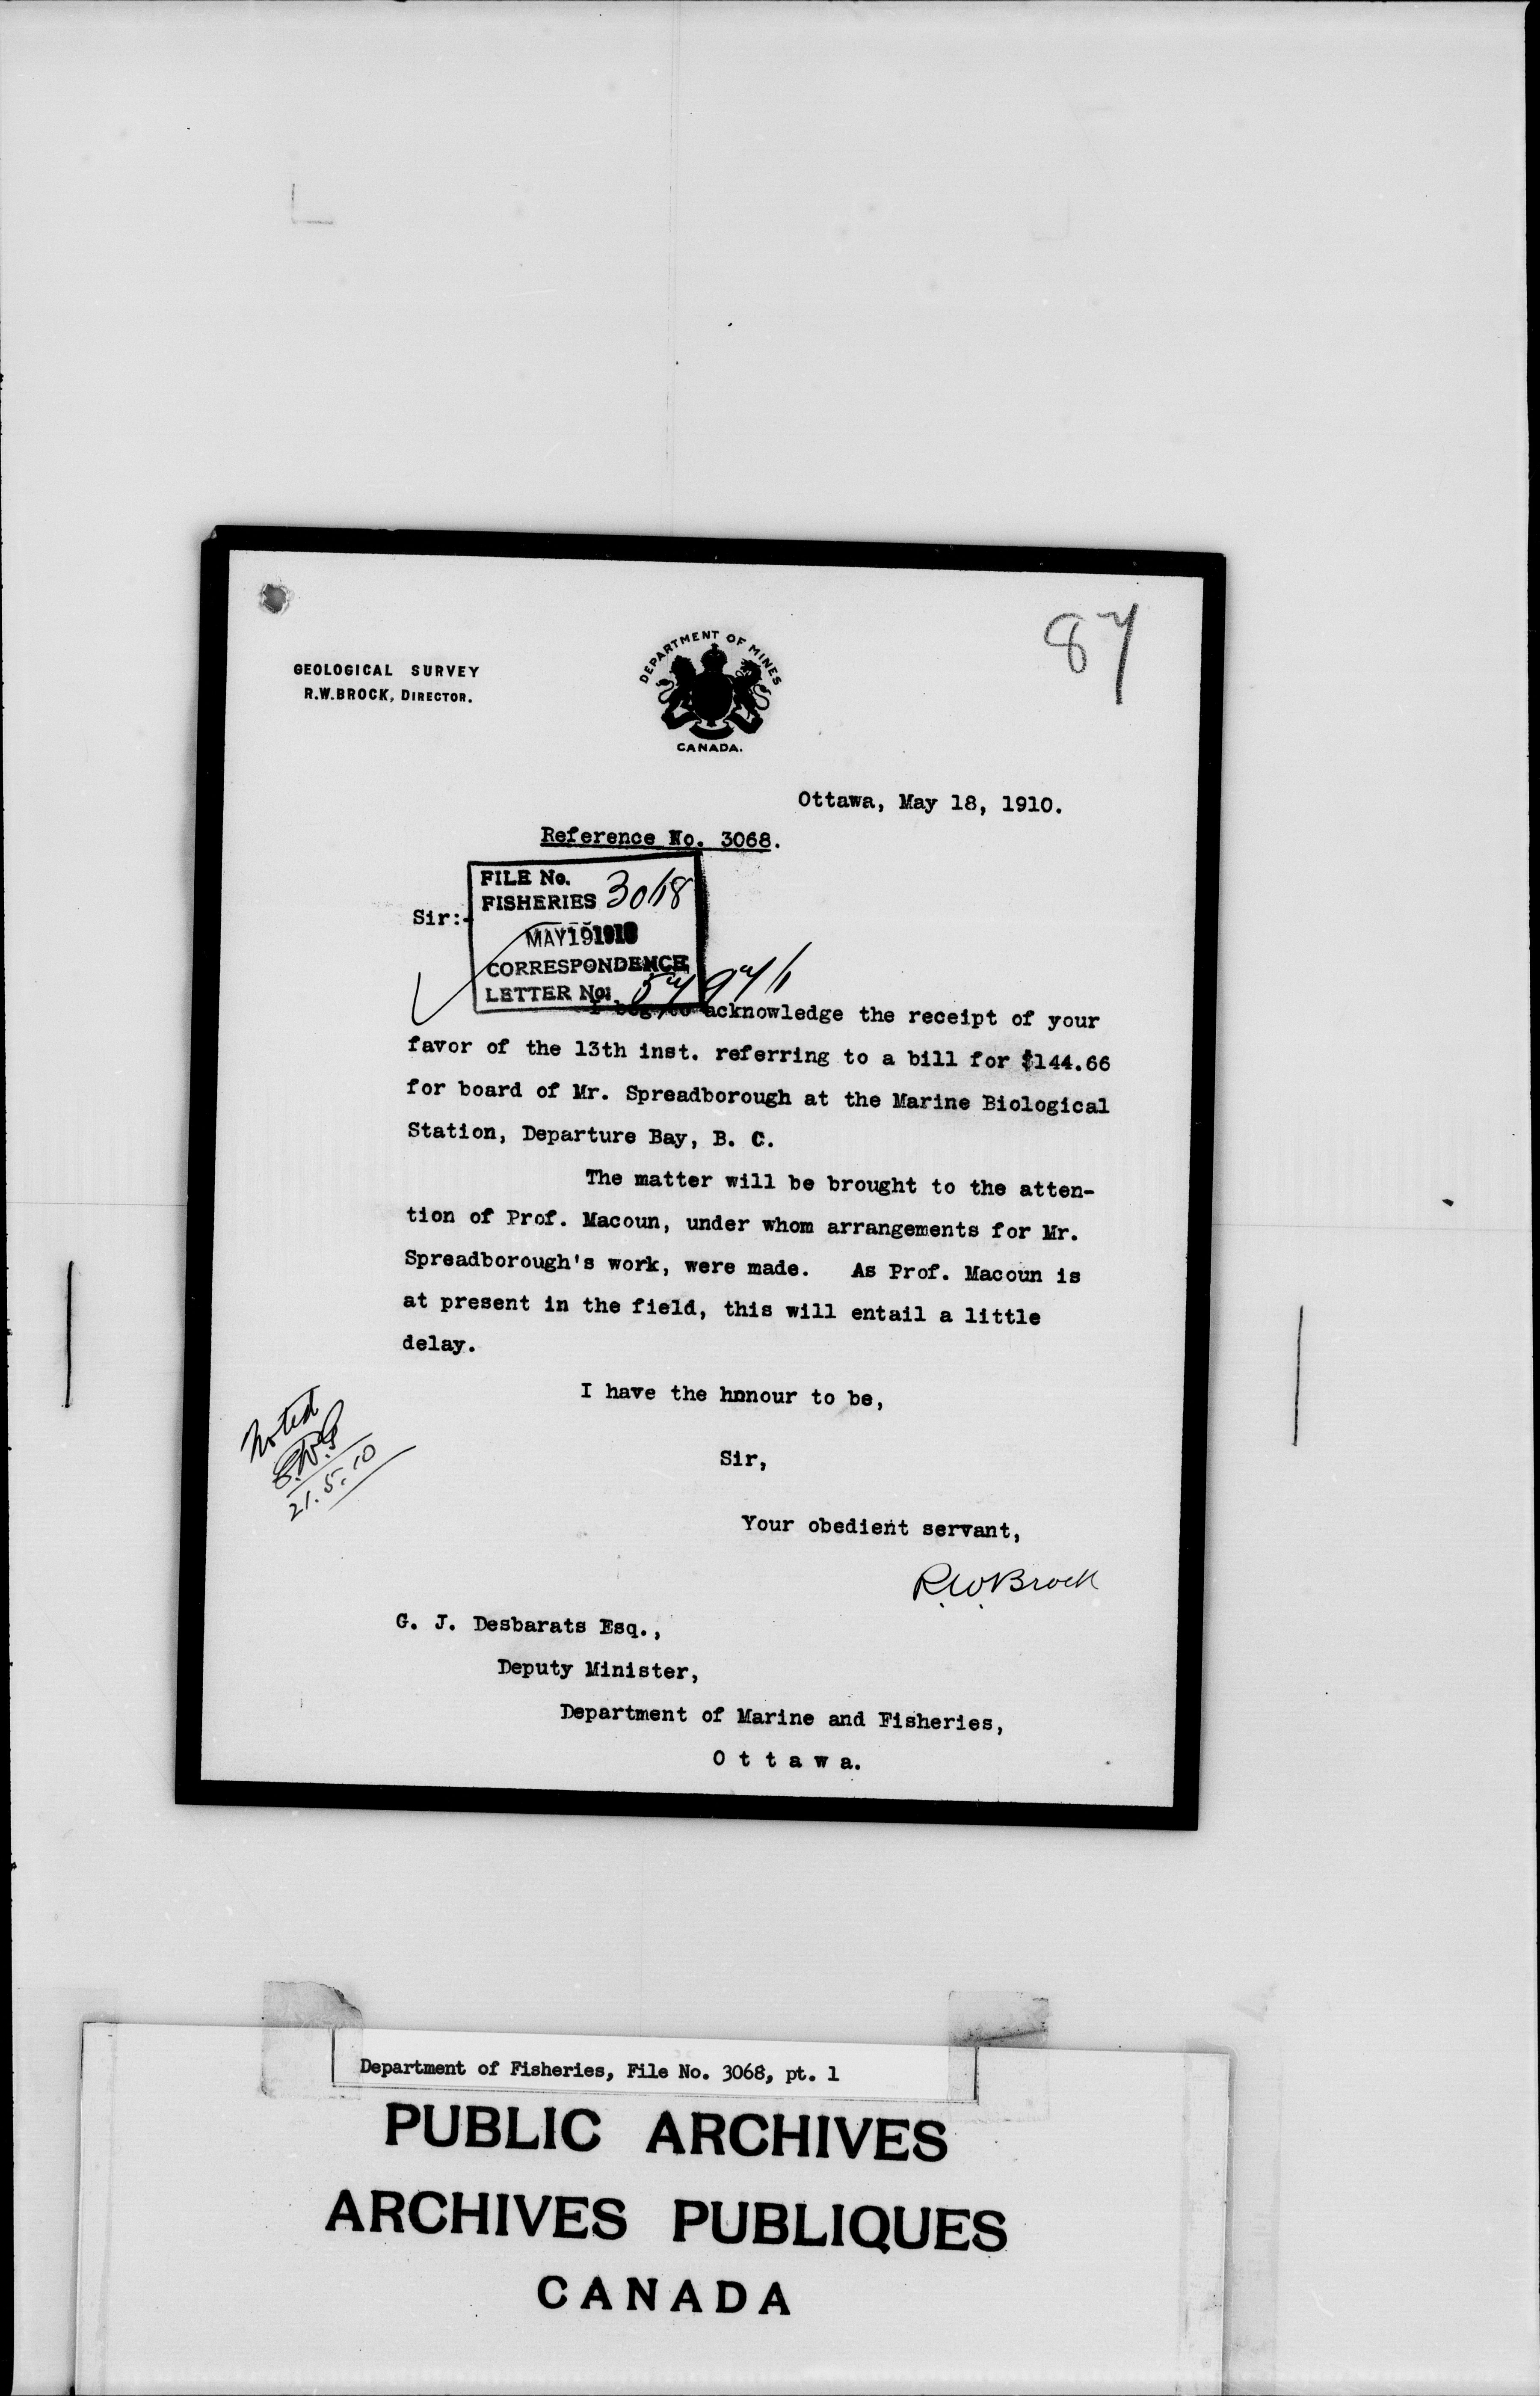 87
GEOLOGICAL SURVEY
R.W.BROCK, DIRECTOR.
DEPARTMENT OF MINES
CANADA.
Ottawa, May 18, 1910.
Reference No. 3068.
FILE No.
FISHERIES 3068
Sir:-
MAY 19 1910
CORRESPONDENCE
LETTER No.
I beg to acknowledge the receipt of your
favor of the 13th inst. referring to a bill for $144.66
for board of Mr. Spreadborough at the Marine Biological
Station, Departure Bay, B. C.
The matter will be brought to the atten-
tion of Prof. Macoun, under whom arrangements for Mr.
Spreadborough's work, were made. As Prof. Macoun is
at present in the field, this will entail a little
delay.
I have the hnnour to be,
Noted
21.5.10
Sir,
Your obedient servant,
R.W.Brock
G. J. Desbarats Esq.,
Deputy Minister,
Department of Marine and Fisheries,
O t t a w a.
Department of Fisheries, File No. 3068, pt. 1
PUBLIC ARCHIVES
ARCHIVES PUBLIQUES
CANADA